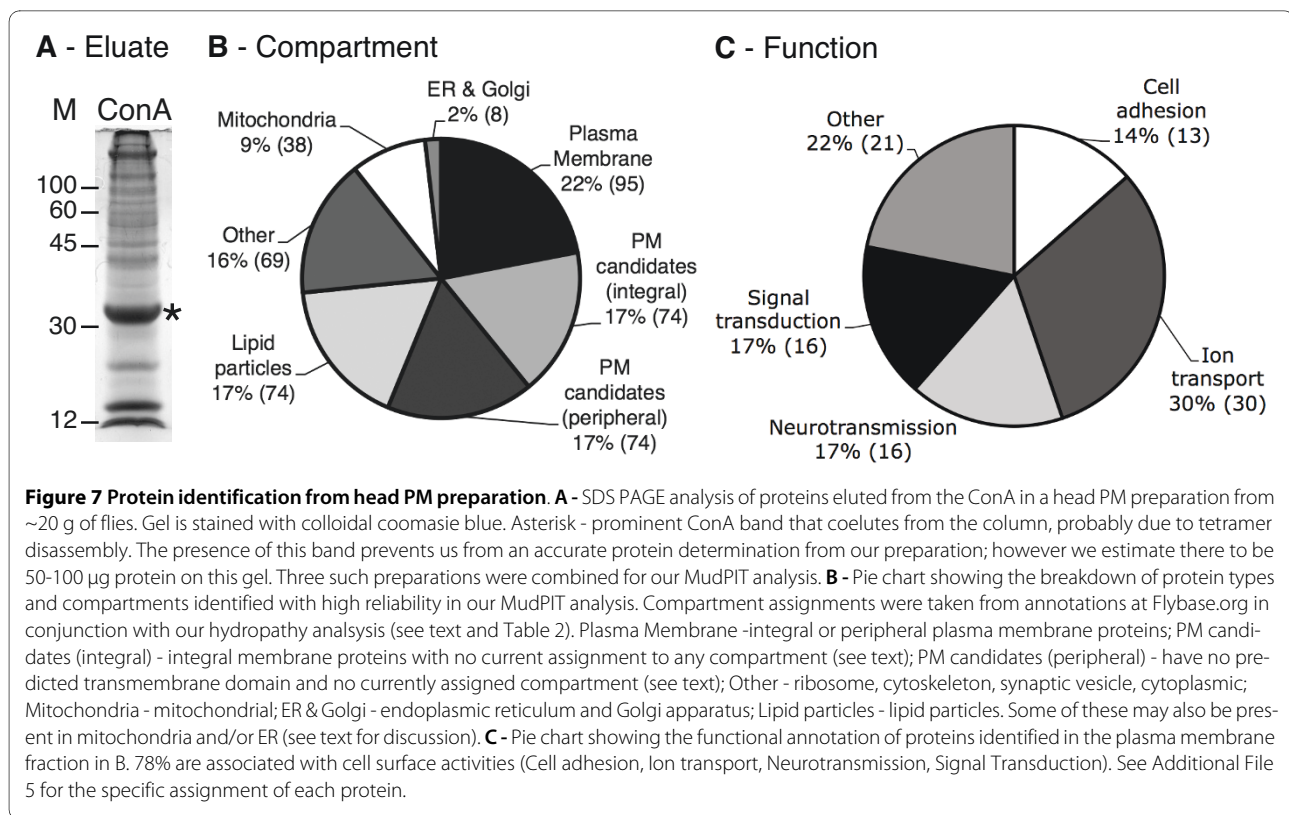 A - Eluate
M ConA
100
60
45
30
12
*
B - Compartment
ER & Golgi
2% (8)
Mitochondria
9% (38)
Plasma
Membrane
22% (95)
Other
16% (69)
PM
candidates
(integral)
17% (74)
Lipid
particles
17% (74)
PM
candidates
(peripheral)
17% (74)
C - Function
Cell
adhesion
14% (13)
Other
22% (21)
Signal
transduction
17% (16)
Ion
transport
30% (30)
Neurotransmission
17% (16)
Figure 7 Protein identification from head PM preparation. A - SDS PAGE analysis of proteins eluted from the ConA in a head PM preparation from
~20 g of flies. Gel is stained with colloidal coomasie blue. Asterisk - prominent ConA band that coelutes from the column, probably due to tetramer
disassembly. The presence of this band prevents us from an accurate protein determination from our preparation; however we estimate there to be
50-100 μg protein on this gel. Three such preparations were combined for our MudPIT analysis. B - Pie chart showing the breakdown of protein types
and compartments identified with high reliability in our MudPIT analysis. Compartment assignments were taken from annotations at Flybase.org in
conjunction with our hydropathy analsysis (see text and Table 2). Plasma Membrane -integral or peripheral plasma membrane proteins; PM candi-
dates (integral) - integral membrane proteins with no current assignment to any compartment (see text); PM candidates (peripheral) - have no pre-
dicted transmembrane domain and no currently assigned compartment (see text); Other - ribosome, cytoskeleton, synaptic vesicle, cytoplasmic;
Mitochondria - mitochondrial; ER & Golgi - endoplasmic reticulum and Golgi apparatus; Lipid particles - lipid particles. Some of these may also be pres-
ent in mitochondria and/or ER (see text for discussion). C - Pie chart showing the functional annotation of proteins identified in the plasma membrane
fraction in B. 78% are associated with cell surface activities (Cell adhesion, Ion transport, Neurotransmission, Signal Transduction). See Additional File
5 for the specific assignment of each protein.